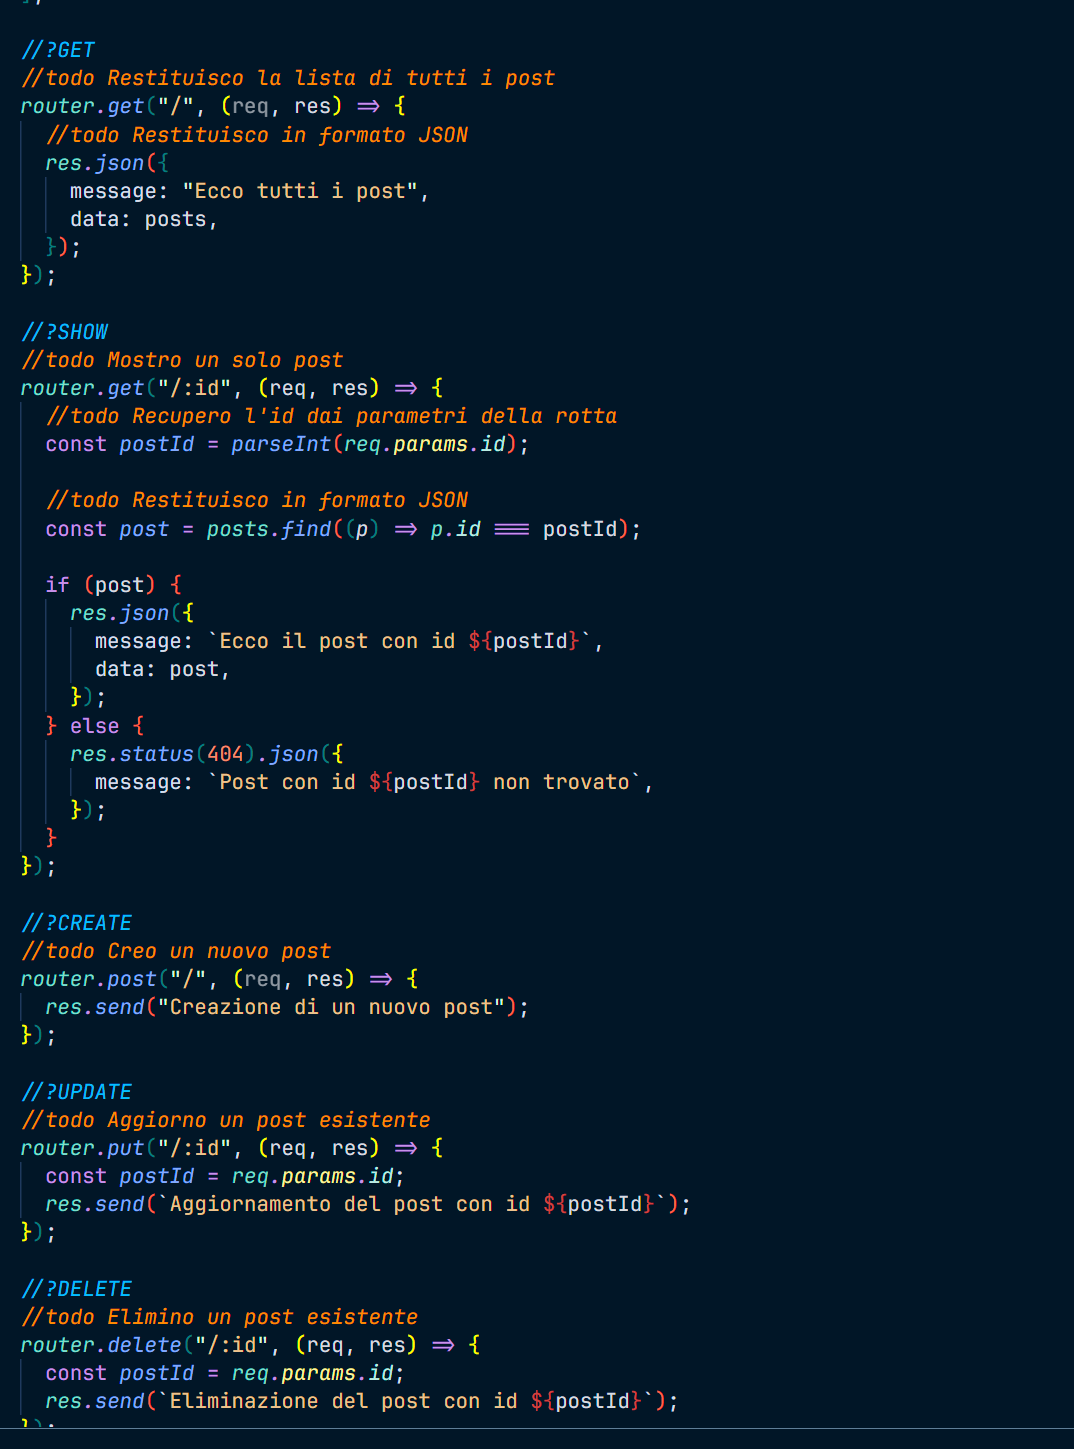 //?GET
//todo Restituisco la lista di tutti i post
router.get("/", (req, res) => {
  //todo Restituisco in formato JSON
  res.json({
    message: "Ecco tutti i post",
    data: posts,
  });
});

//?SHOW
//todo Mostro un solo post
router.get("/:id", (req, res) => {
  //todo Recupero l'id dai parametri della rotta
  const postId = parseInt(req.params.id);

  //todo Restituisco in formato JSON
  const post = posts.find((p) => p.id === postId);

  if (post) {
    res.json({
      message: `Ecco il post con id ${postId}`,
      data: post,
    });
  } else {
    res.status(404).json({
      message: `Post con id ${postId} non trovato`,
    });
  }
});

//?CREATE
//todo Creo un nuovo post
router.post("/", (req, res) => {
  res.send("Creazione di un nuovo post");
});

//?UPDATE
//todo Aggiorno un post esistente
router.put("/:id", (req, res) => {
  const postId = req.params.id;
  res.send(`Aggiornamento del post con id ${postId}`);
});

//?DELETE
//todo Elimino un post esistente
router.delete("/:id", (req, res) => {
  const postId = req.params.id;
  res.send(`Eliminazione del post con id ${postId}`);